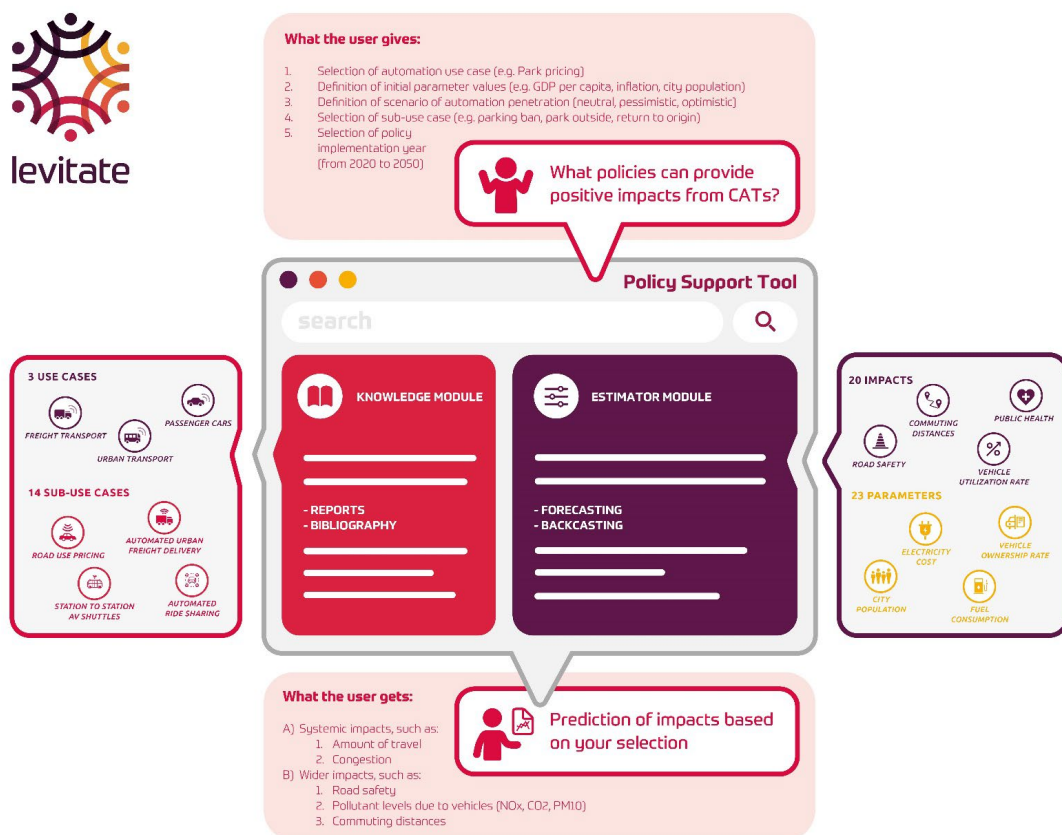 levitate
What the user gives:
1. Selection of automation use case (e.g. Park pricing)
2. Definition of initial parameter values (e.g. GDP per capita, inflation, city population)
3. Definition of scenario of automation penetration (neutral, pessimistic, optimistic)
4. Selection of sub-use case (e.g. parking ban, park outside, return to origin)
5. Selection of policy
implementation year
(from 2020 to 2050)
What policies can provide
positive impacts from CATs?
Policy Support Tool
search
3 USE CASES
PASSENGER CARS
FREIGHT TRANSPORT
URBAN TRANSPORT
14 SUB-USE CASES
AUTOMATED URBAN
FREIGHT DELIVERY
ROAD USE PRICING
STATION TO STATION
AV SHUTTLES
AUTOMATED
RIDE SHARING
KNOWLEDGE MODULE
- REPORTS
- BIBLIOGRAPHY
ESTIMATOR MODULE
- FORECASTING
- BACKCASTING
20 IMPACTS
COMMUTING
DISTANCES
PUBLIC HEALTH
ROAD SAFETY
VEHICLE
UTILIZATION RATE
23 PARAMETERS
ELECTRICITY
COST
VEHICLE
OWNERSHIP RATE
CITY
POPULATION
FUEL
CONSUMPTION
What the user gets:
A) Systemic impacts, such as:
1. Amount of travel
2. Congestion
B) Wider impacts, such as:
1. Road safety
2. Pollutant levels due to vehicles (NOx, CO2, PM10)
3. Commuting distances
Prediction of impacts based
on your selection